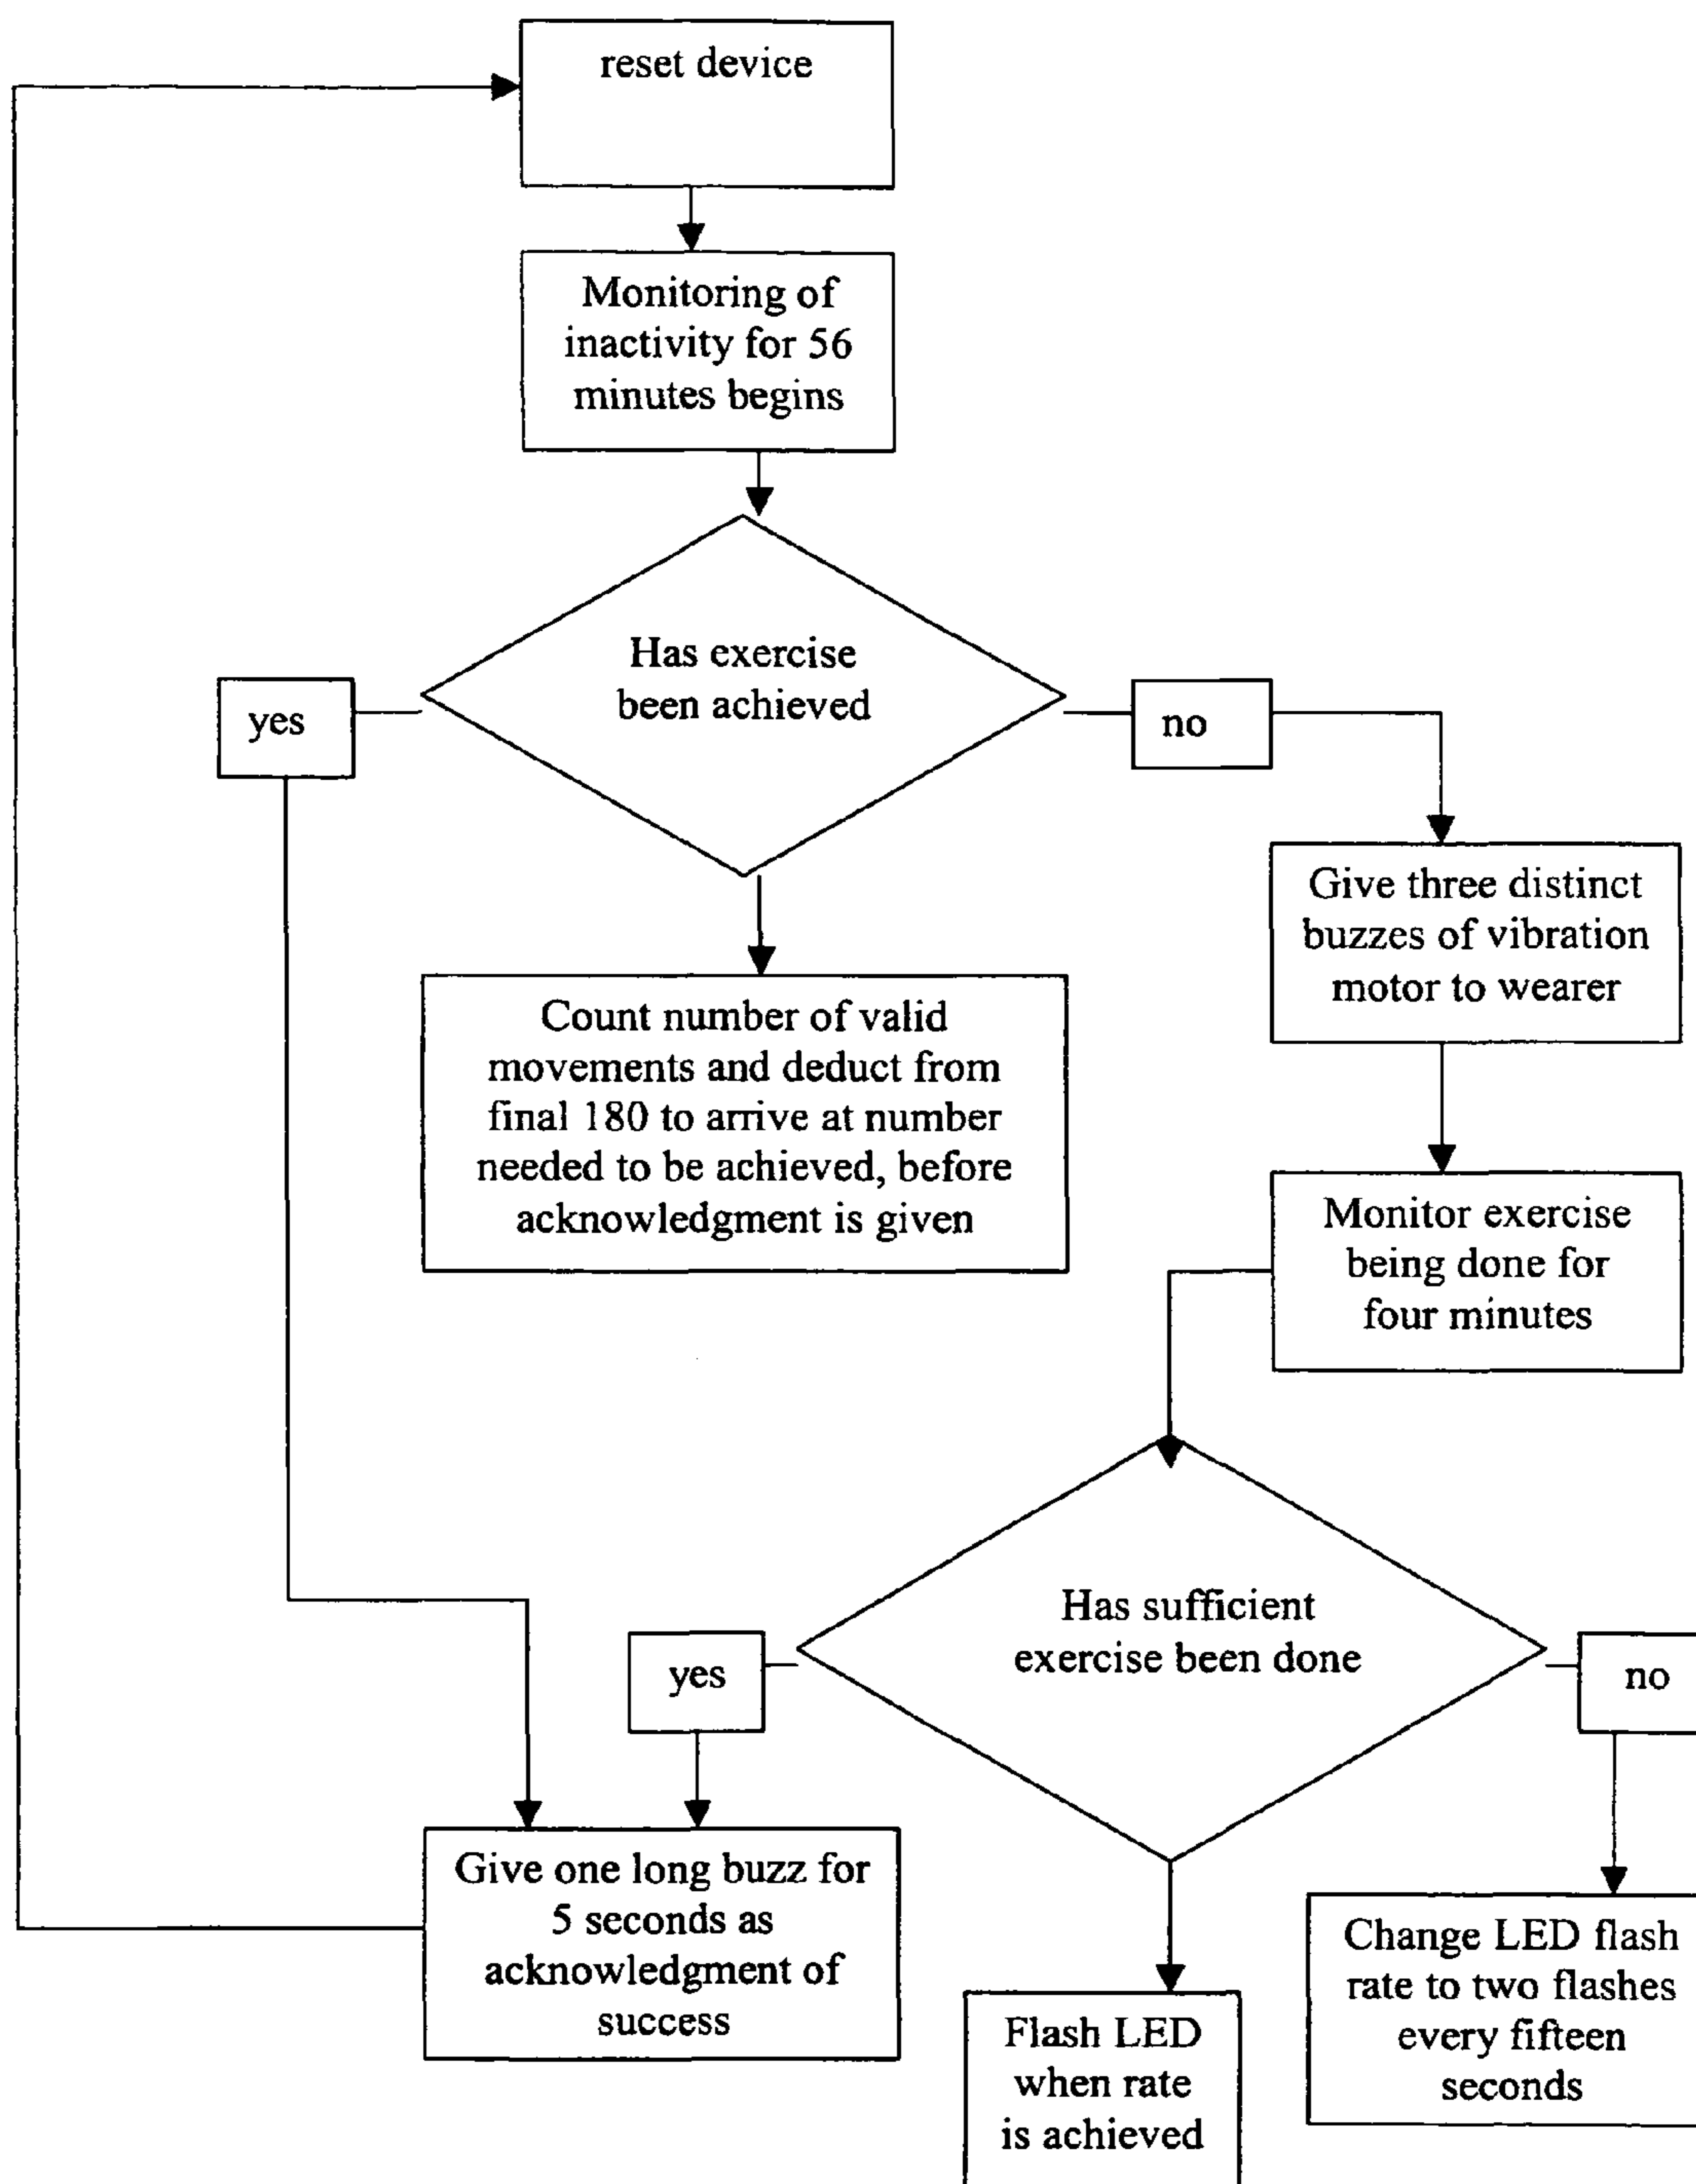 reset device
Monitoring of
inactivity for 56
minutes begins
Has exercise
been achieved
yes
no
Give three distinct
buzzes of vibration
motor to wearer
Count number of valid
movements and deduct from
final 180 to arrive at number
needed to be achieved, before
acknowledgment is given
Monitor exercise
being done for
four minutes
Has sufficient
exercise been done
yes
no
Give one long buzz for
5 seconds as
acknowledgment of
success
Flash LED
when rate
is achieved
Change LED flash
rate to two flashes
every fifteen
seconds